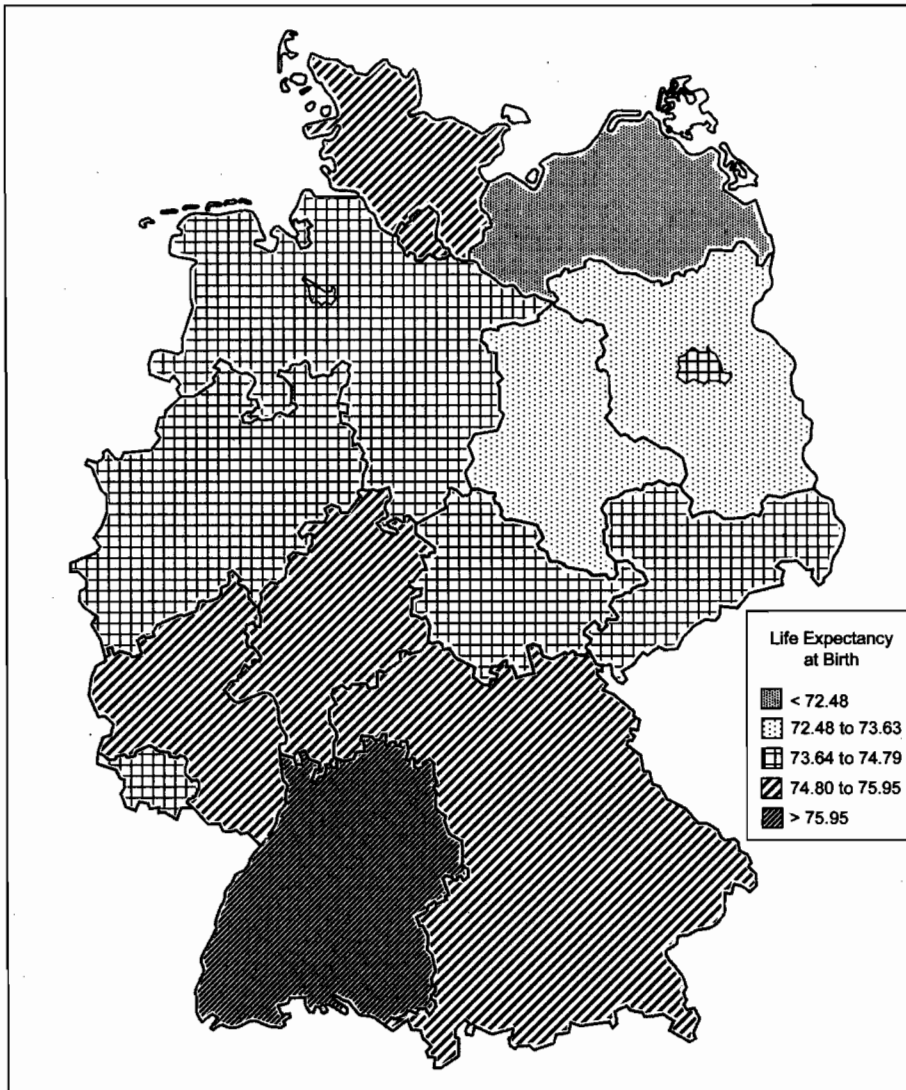 Life Expectancy
at Birth
< 72.48
72.48 to 73.63
73.64 to 74.79
74.80 to 75.95
> 75.95